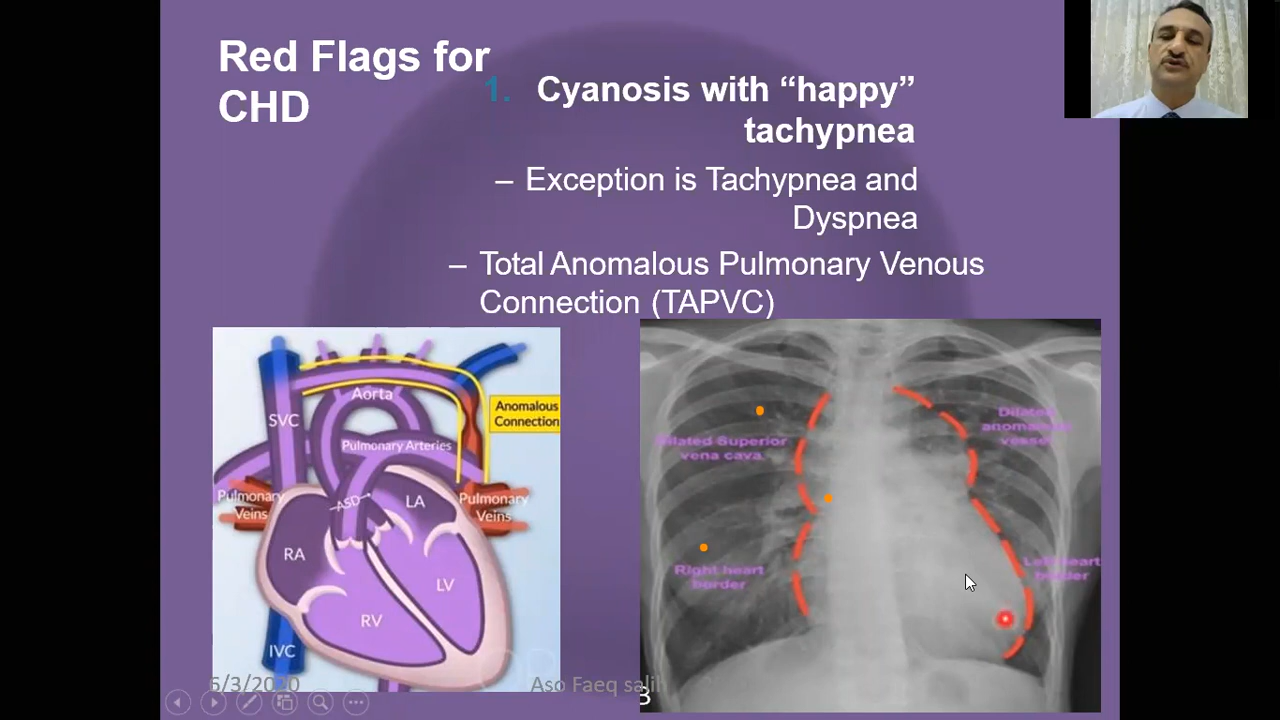 Red Flags for
CHD
1. Cyanosis with “happy”
tachypnea
– Exception is Tachypnea and
Dyspnea
– Total Anomalous Pulmonary Venous
Connection (TAPVC)
Aorta
SVC
Anomalous
Connection
Pulmonary Arteries
Pulmonary
Veins
ASD
LA
Pulmonary
Veins
RA
LV
RV
IVC
Dilated Superior
vena cava
Dilated
anomalous
vessel
Right heart
border
Left heart
border
5/3/2020
Aso Faeq salih
3